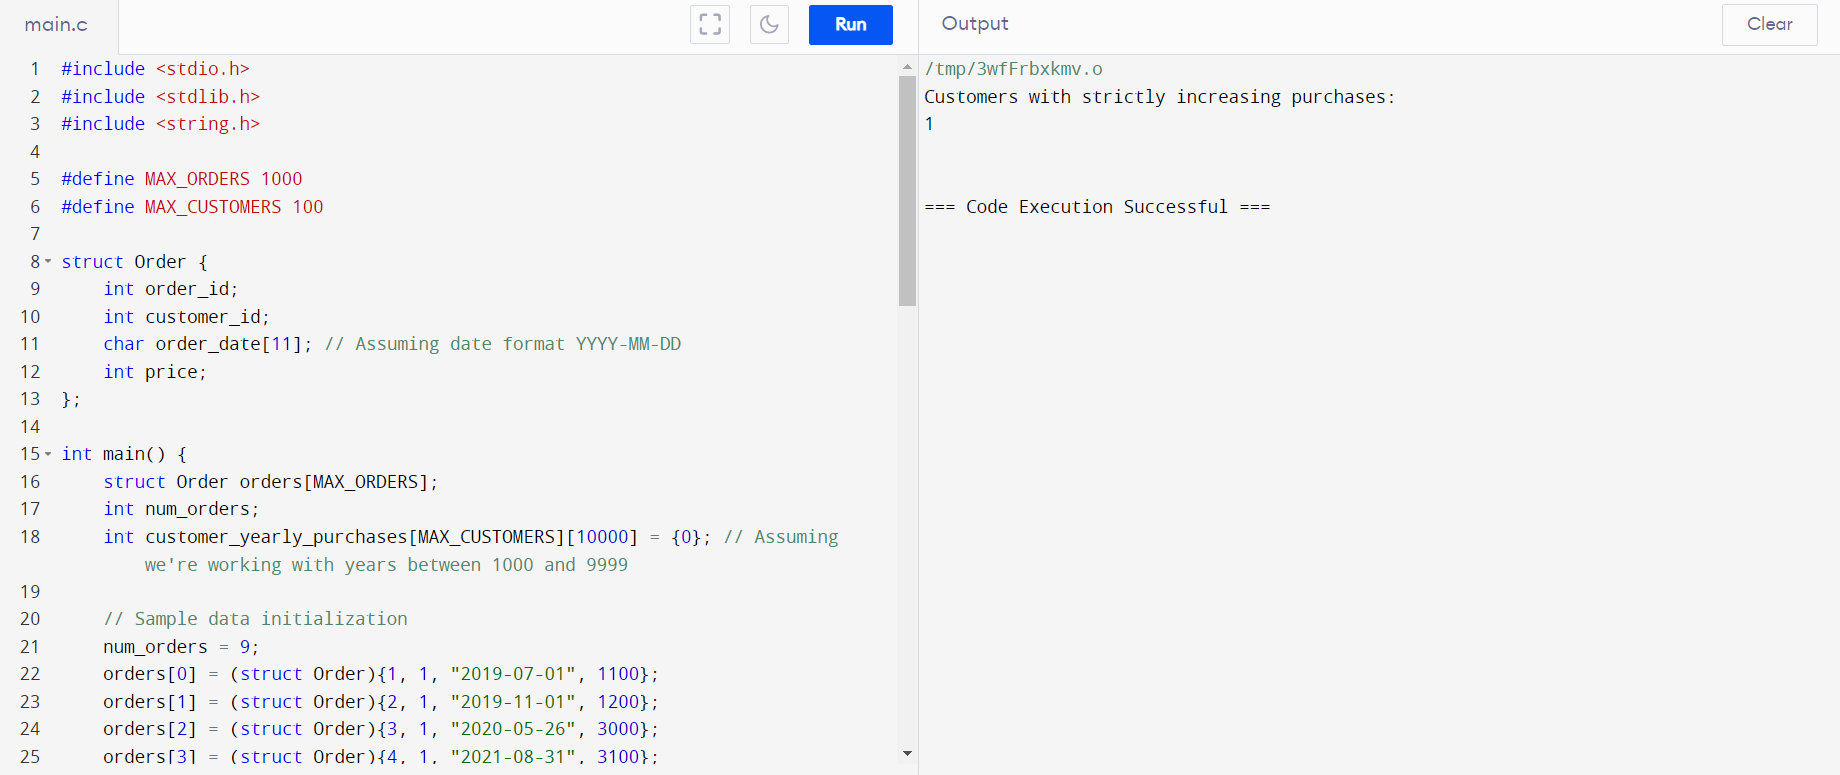 main.c
Run
Output
Clear
1 #include <stdio.h>
2 #include <stdlib.h>
3 #include <string.h>
4
5 #define MAX_ORDERS 1000
6 #define MAX_CUSTOMERS 100
7
8 struct Order {
9     int order_id;
10     int customer_id;
11     char order_date[11]; // Assuming date format YYYY-MM-DD
12     int price;
13 };
14
15 int main() {
16     struct Order orders[MAX_ORDERS];
17     int num_orders;
18     int customer_yearly_purchases[MAX_CUSTOMERS][10000] = {0}; // Assuming
we're working with years between 1000 and 9999
19
20     // Sample data initialization
21     num_orders = 9;
22     orders[0] = (struct Order){1, 1, "2019-07-01", 1100};
23     orders[1] = (struct Order){2, 1, "2019-11-01", 1200};
24     orders[2] = (struct Order){3, 1, "2020-05-26", 3000};
25     orders[3] = (struct Order){4, 1, "2021-08-31", 3100};
/tmp/3wfFrbxkmv.o
Customers with strictly increasing purchases:
1
=== Code Execution Successful ===